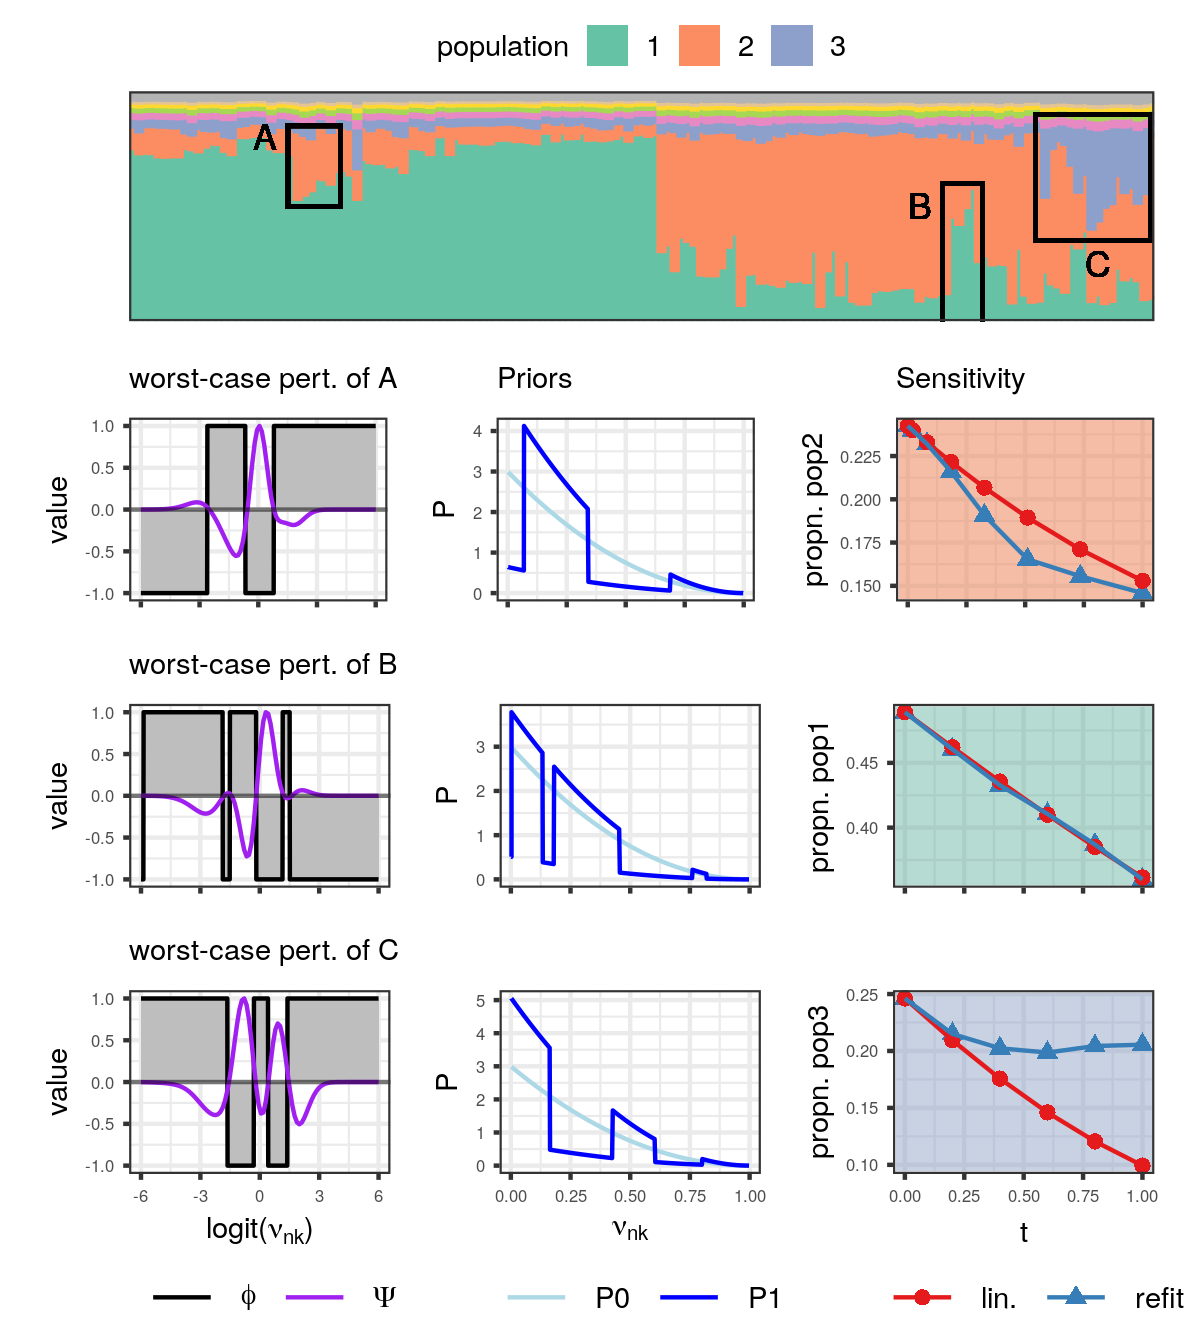 population 1 2 3
A
B
C
worst-case pert. of A
Priors
Sensitivity
value
1.0
0.5
0.0
-0.5
-1.0
P
4
3
2
1
0
propn. pop2
0.225
0.200
0.175
0.150
worst-case pert. of B
value
1.0
0.5
0.0
-0.5
-1.0
P
3
2
1
0
propn. pop1
0.45
0.40
worst-case pert. of C
value
1.0
0.5
0.0
-0.5
-1.0
-6 -3 0 3 6
logit(νnk)
P
5
4
3
2
1
0
0.00 0.25 0.50 0.75 1.00
νnk
propn. pop3
0.25
0.20
0.15
0.10
0.00 0.25 0.50 0.75 1.00
t
ϕ Ψ
P0 P1
lin. refit